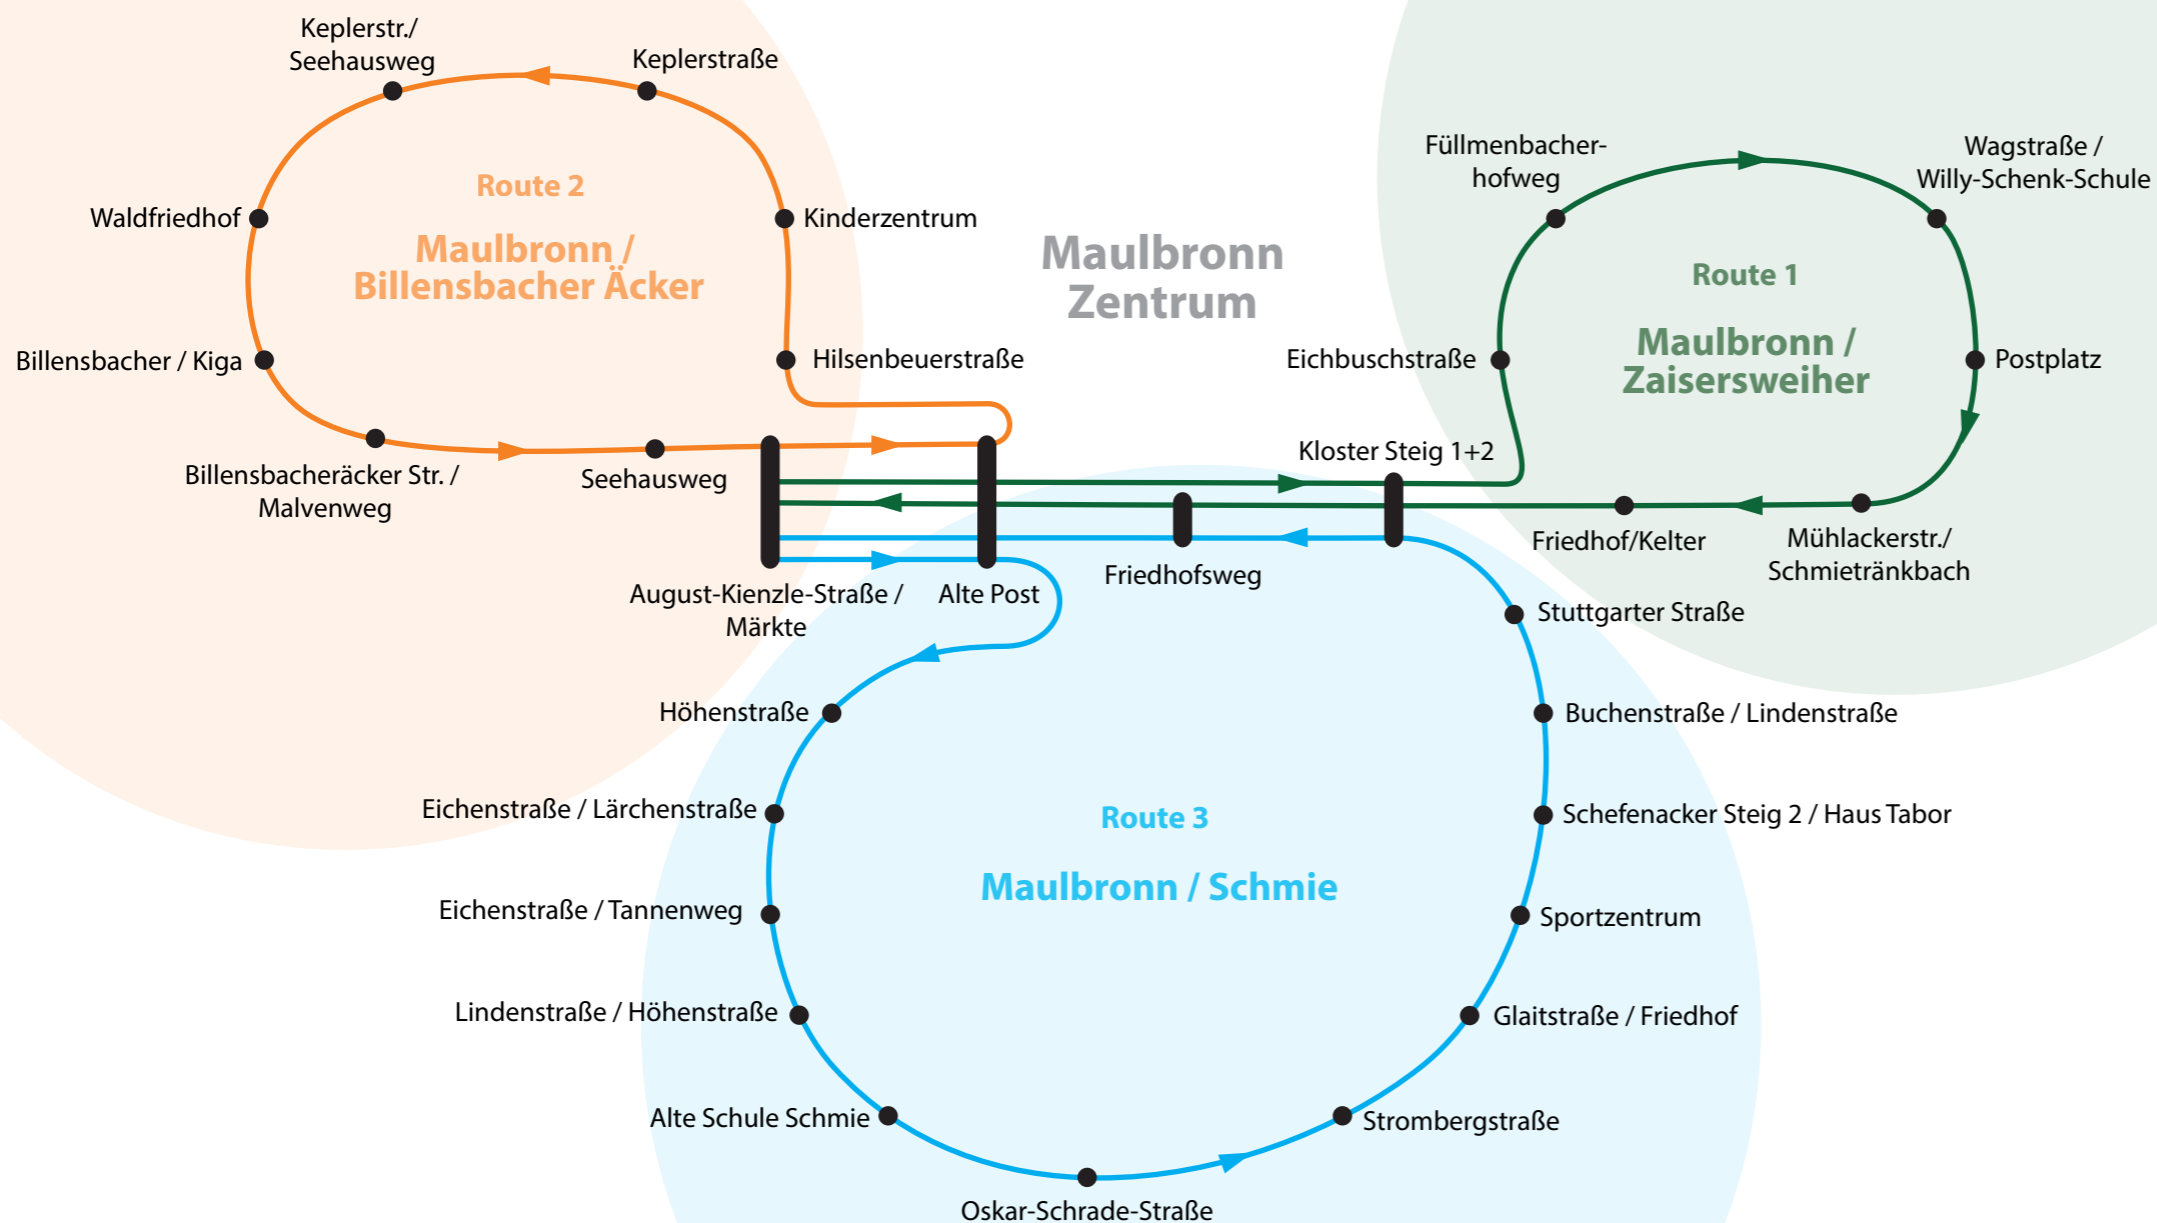 Keplerstr./
Seehausweg
Keplerstraße
Route 2
Maulbronn /
Billensbacher Äcker
Waldfriedhof
Kinderzentrum
Billensbacher / Kiga
Hilsenbeuerstraße
Billensbacheräcker Str. /
Malvenweg
Seehausweg
Maulbronn
Zentrum
Füllmenbacher-
hofweg
Wagstraße /
Willy-Schenk-Schule
Route 1
Maulbronn /
Zaisersweiher
Eichbuschstraße
Postplatz
Kloster Steig 1+2
Friedhof/Kelter
Mühlackerstr./
Schmietränkbach
August-Kienzle-Straße /
Märkte
Alte Post
Friedhofsweg
Stuttgarter Straße
Höhenstraße
Buchenstraße / Lindenstraße
Eichenstraße / Lärchenstraße
Route 3
Maulbronn / Schmie
Schefenacker Steig 2 / Haus Tabor
Eichenstraße / Tannenweg
Sportzentrum
Lindenstraße / Höhenstraße
Glaitstraße / Friedhof
Alte Schule Schmie
Strombergstraße
Oskar-Schrade-Straße